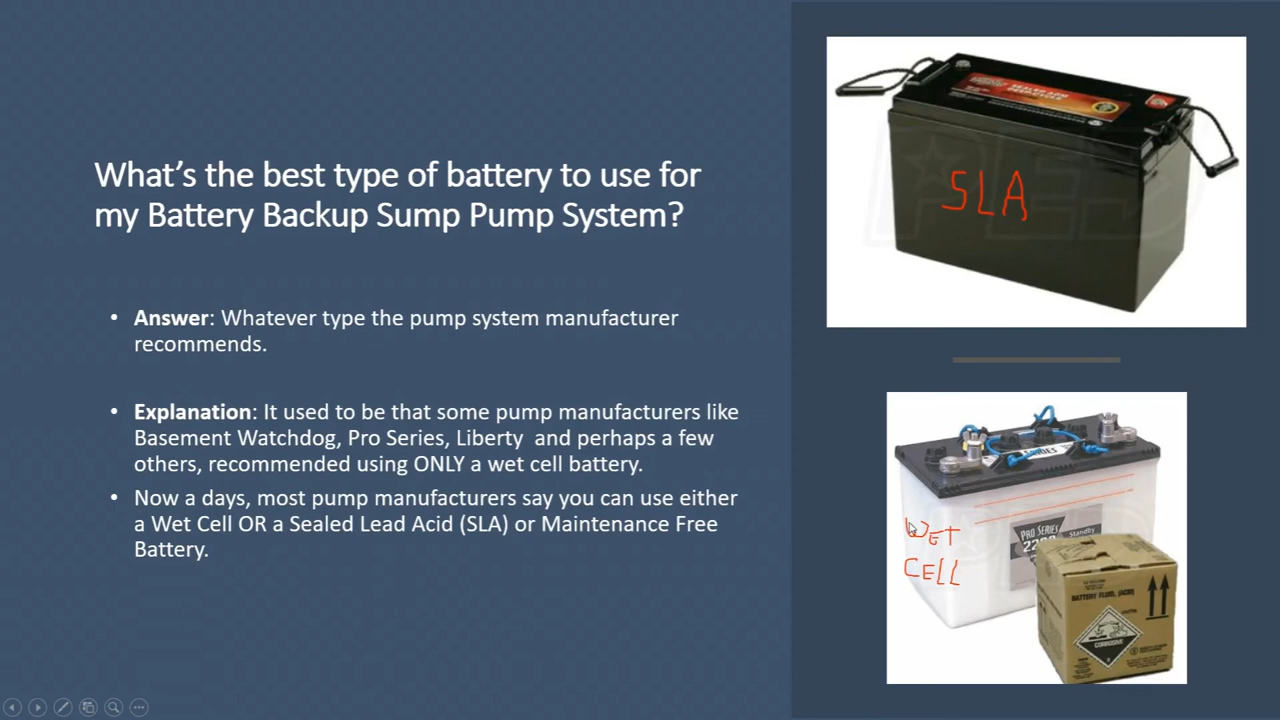 What's the best type of battery to use for
my Battery Backup Sump Pump System?
• Answer: Whatever type the pump system manufacturer
recommends.
• Explanation: It used to be that some pump manufacturers like
Basement Watchdog, Pro Series, Liberty and perhaps a few
others, recommended using ONLY a wet cell battery.
• Now a days, most pump manufacturers say you can use either
a Wet Cell OR a Sealed Lead Acid (SLA) or Maintenance Free
Battery.
SLA
WET
CELL
PRO SERIES
Standby
BATTERY FLUID, (ACID)
CORROSIVE